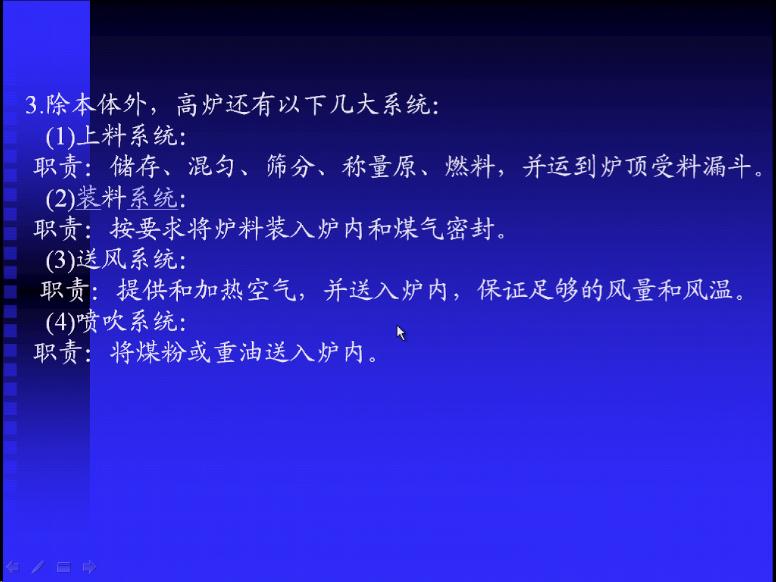 3.除本体外，高炉还有以下几大系统：
(1)上料系统：
职责：储存、混匀、筛分、称量原、燃料，并运到炉顶受料漏斗。
(2)装料系统：
职责：按要求将炉料装入炉内和煤气密封。
(3)送风系统：
职责：提供和加热空气，并送入炉内，保证足够的风量和风温。
(4)喷吹系统：
职责：将煤粉或重油送入炉内。